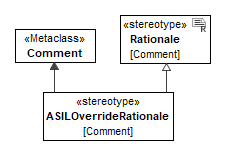 «Metaclass»
Comment
«stereotype»
Rationale
[Comment]
«stereotype»
ASILOverrideRationale
[Comment]